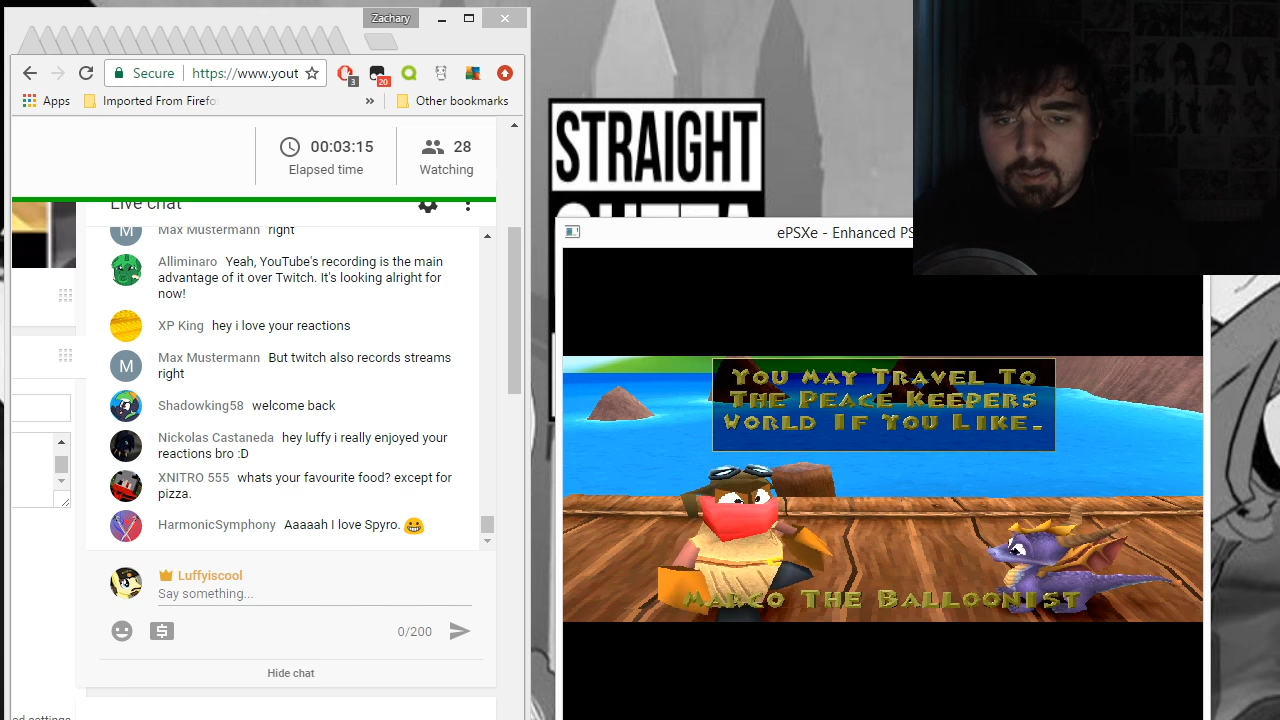 Zachary
Secure
https://www.yout
3
20
Apps
Imported From Firefo
»
Other bookmarks
00:03:15
Elapsed time
28
Watching
Live chat
Max Mustermann right
Alliminaro Yeah, YouTube's recording is the main
advantage of it over Twitch. It's looking alright for
now!
XP King hey i love your reactions
M
Max Mustermann But twitch also records streams
right
Shadowking58 welcome back
Nickolas Castaneda hey luffy i really enjoyed your
reactions bro :D
XNITRO 555 whats your favourite food? except for
pizza.
HarmonicSymphony Aaaaah I love Spyro.
Luffyiscool
Say something...
0/200
Hide chat
ed settings
STRAIGHT
OUTTA
ePSXe - Enhanced PS
YOU MAY TRAVEL TO
THE PEACE KEEPERS
WORLD IF YOU LIKE.
MARCO THE BALLOONIST